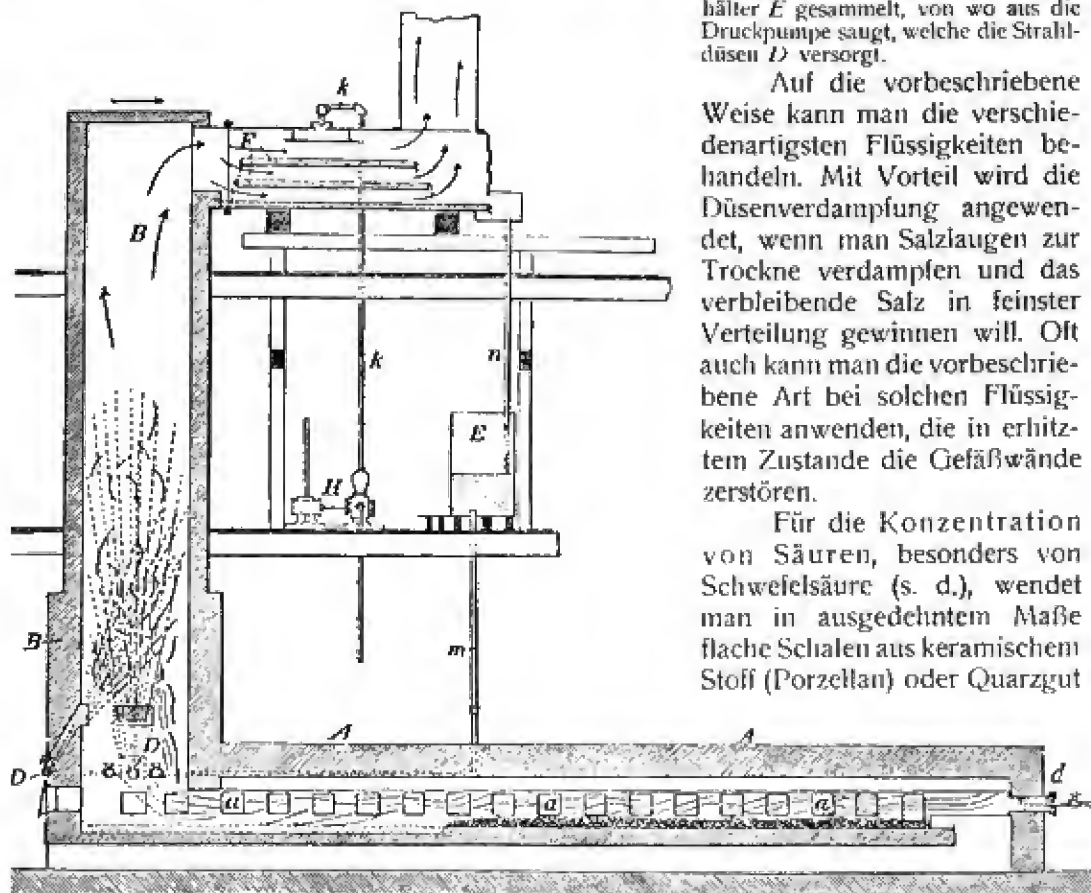 hälter E gesammelt, von wo aus die
Druckpumpe saugt, welche die Strahl-
düsen D versorgt.
Auf die vorbeschriebene
Weise kann man die verschie-
denartigsten Flüssigkeiten be-
handeln. Mit Vorteil wird die
Düsenverdampfung angewen-
det, wenn man Salzlaugen zur
Trockne verdampfen und das
verbleibende Salz in feinster
Verteilung gewinnen will. Oft
auch kann man die vorbeschrie-
bene Art bei solchen Flüssig-
keiten anwenden, die in erhitz-
tem Zustande die Gefäßwände
zerstören.
Für die Konzentration
von Säuren, besonders von
Schwefelsäure (s. d.), wendet
man in ausgedehntem Maße
flache Schalen aus keramischem
Stoff (Porzellan) oder Quarzgut
k
F
B
k
n
E
H
B
m
A A
D
D
d
a a a